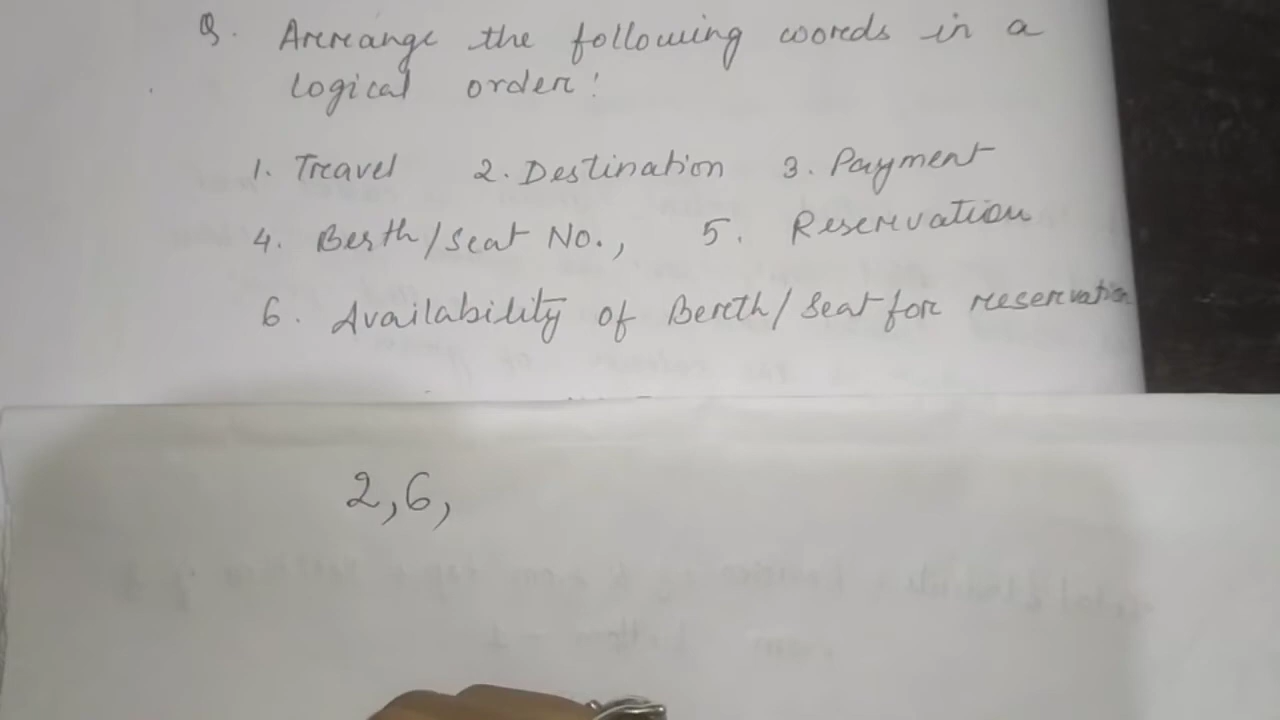 Q. Arrange the following words in a
logical order:
1. Travel 2. Destination 3. Payment
4. Berth/Seat No., 5. Reservation
6. Availability of Berth/Seat for reservation
2,6,